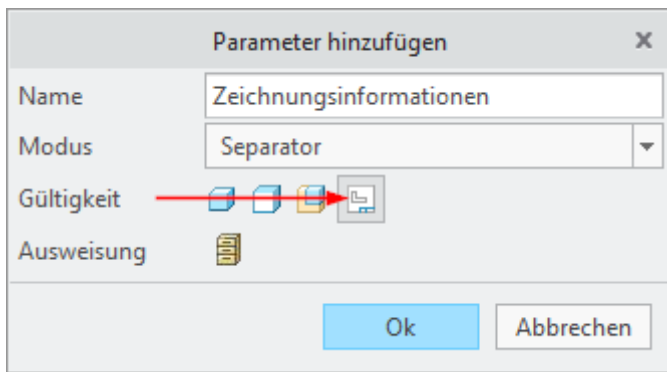 Parameter hinzufügen
Name Zeichnungsinformationen
Modus Separator
Gültigkeit
Ausweisung
Ok Abbrechen